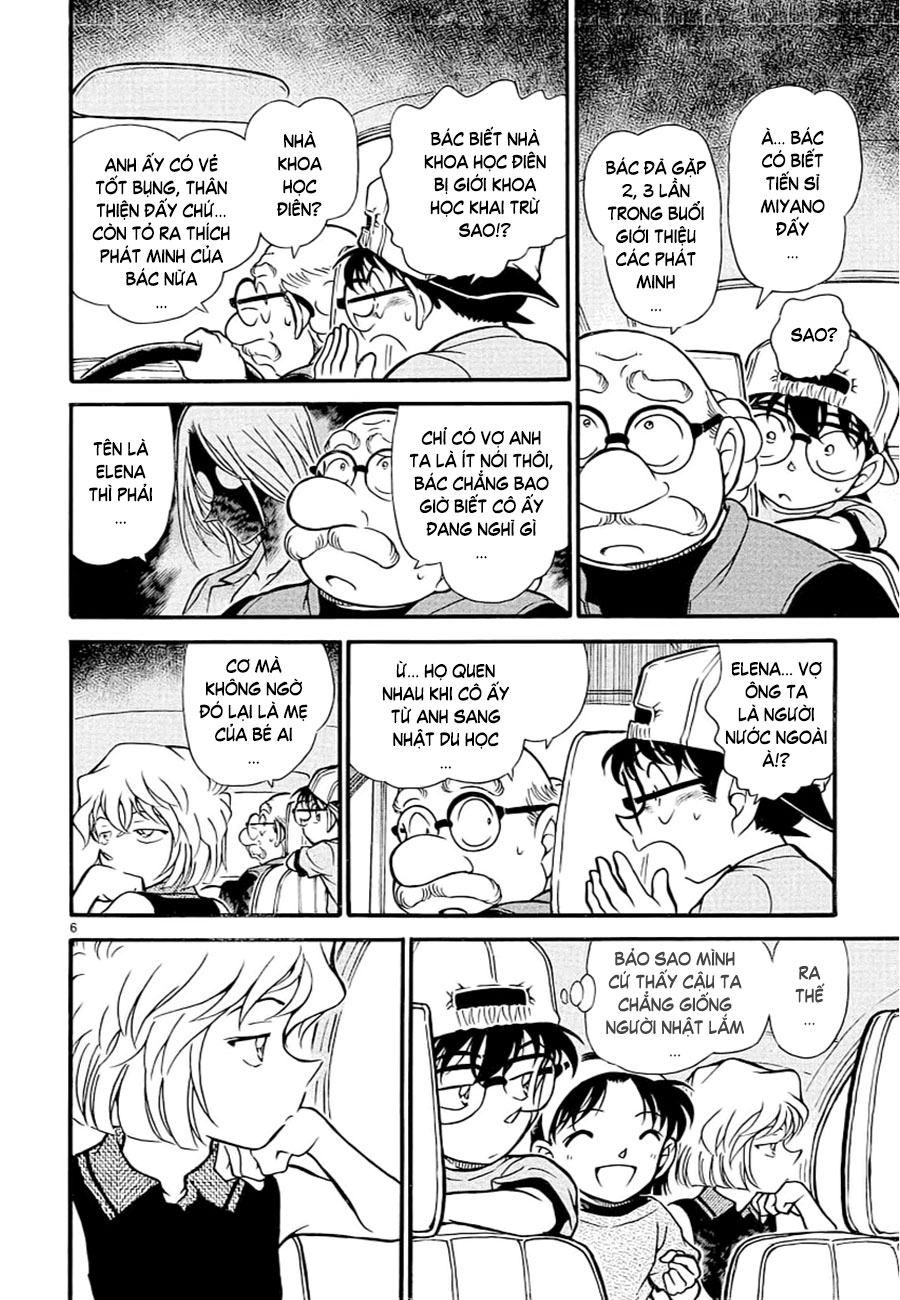 À... BÁC
CÓ BIẾT
TIẾN SĨ
MIYANO
ĐẤY
...
BÁC ĐÃ GẶP
2, 3 LẦN
TRONG BUỔI
GIỚI THIỆU
CÁC PHÁT
MINH
...
SAO?
BÁC BIẾT NHÀ
KHOA HỌC ĐIÊN
BỊ GIỚI KHOA
HỌC KHAI TRỪ
SAO!?
NHÀ
KHOA
HỌC
ĐIÊN?
ANH ẤY CÓ VẺ
TỐT BỤNG, THÂN
THIỆN ĐẤY CHỨ...
CÒN TỎ RA THÍCH
PHÁT MINH CỦA
BÁC NỮA
...
CHỈ CÓ VỢ ANH
TA LÀ ÍT NÓI THÔI,
BÁC CHẲNG BAO
GIỜ BIẾT CÔ ẤY
ĐANG NGHĨ GÌ
...
TÊN LÀ
ELENA
THÌ PHẢI
...
ELENA... VỢ
ÔNG TA
LÀ NGƯỜI
NƯỚC NGOÀI
À!?
Ừ... HỌ QUEN
NHAU KHI CÔ ẤY
TỪ ANH SANG
NHẬT DU HỌC
...
CƠ MÀ
KHÔNG NGỜ
ĐÓ LẠI LÀ MẸ
CỦA BÉ AI
...
6
RA
THẾ
...
BẢO SAO MÌNH
CỨ THẤY CẬU TA
CHẲNG GIỐNG
NGƯỜI NHẬT LẮM
...